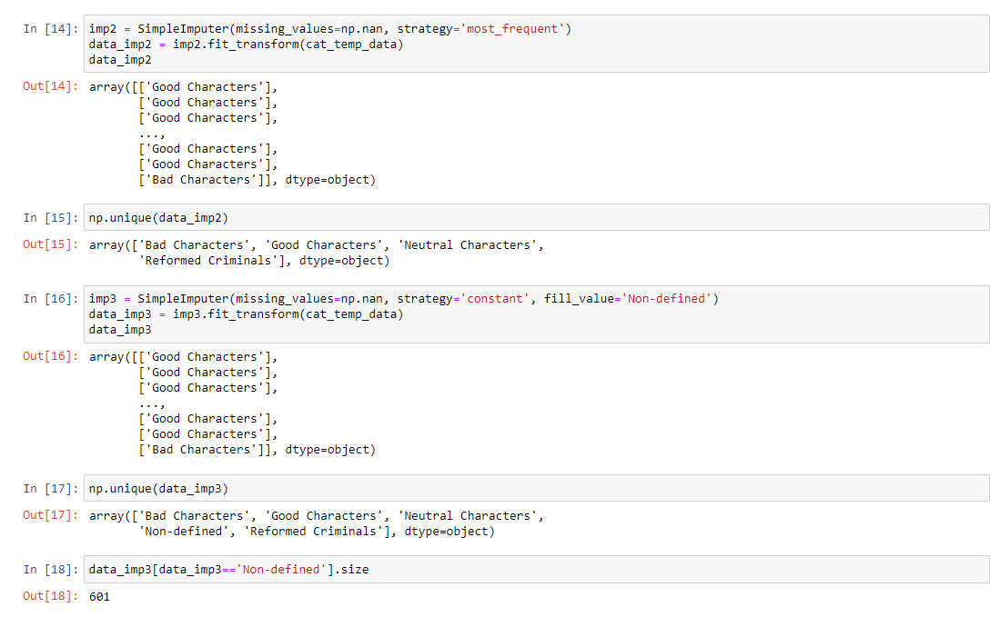 In [14]: imp2 = SimpleImputer(missing_values=np.nan, strategy='most_frequent')
data_imp2 = imp2.fit_transform(cat_temp_data)
data_imp2
Out[14]: array([['Good Characters'],
['Good Characters'],
['Good Characters'],
...,
['Good Characters'],
['Good Characters'],
['Bad Characters']], dtype=object)
In [15]: np.unique(data_imp2)
Out[15]: array(['Bad Characters', 'Good Characters', 'Neutral Characters',
'Reformed Criminals'], dtype=object)
In [16]: imp3 = SimpleImputer(missing_values=np.nan, strategy='constant', fill_value='Non-defined')
data_imp3 = imp3.fit_transform(cat_temp_data)
data_imp3
Out[16]: array([['Good Characters'],
['Good Characters'],
['Good Characters'],
...,
['Good Characters'],
['Good Characters'],
['Bad Characters']], dtype=object)
In [17]: np.unique(data_imp3)
Out[17]: array(['Bad Characters', 'Good Characters', 'Neutral Characters',
'Non-defined', 'Reformed Criminals'], dtype=object)
In [18]: data_imp3[data_imp3=='Non-defined'].size
Out[18]: 601